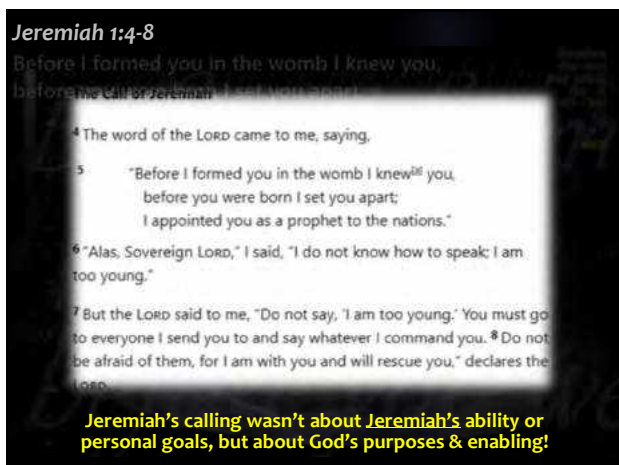 Jeremiah 1:4-8
Before I formed you in the womb I knew you,
before I set you apart
The Call of Jeremiah
4 The word of the LORD came to me, saying,
5 "Before I formed you in the womb I knew[a] you,
before you were born I set you apart;
I appointed you as a prophet to the nations."
6 "Alas, Sovereign LORD," I said, "I do not know how to speak; I am
too young."
7 But the LORD said to me, "Do not say, 'I am too young.' You must go
to everyone I send you to and say whatever I command you. 8 Do not
be afraid of them, for I am with you and will rescue you," declares the
LORD.
Jeremiah's calling wasn't about Jeremiah's ability or
personal goals, but about God's purposes & enabling!